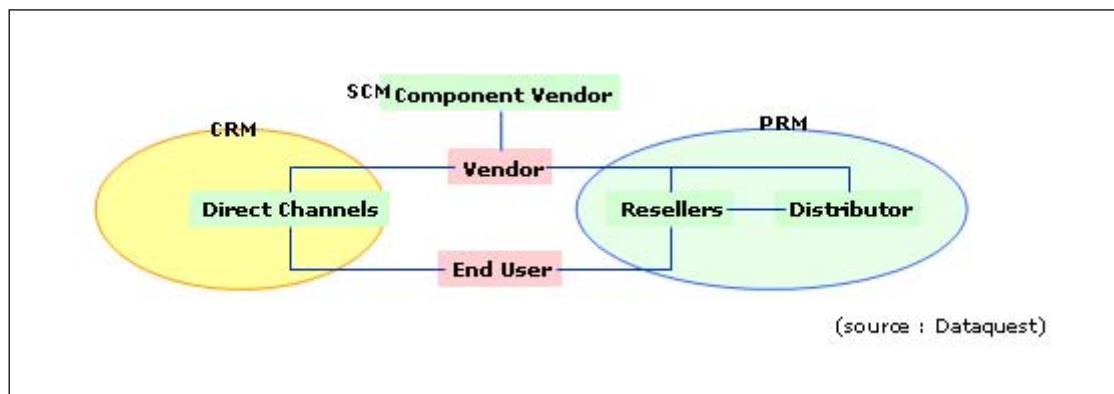 SCM Component Vendor
CRM
PRM
Vendor
Direct Channels
Resellers
Distributor
End User
(source : Dataquest)